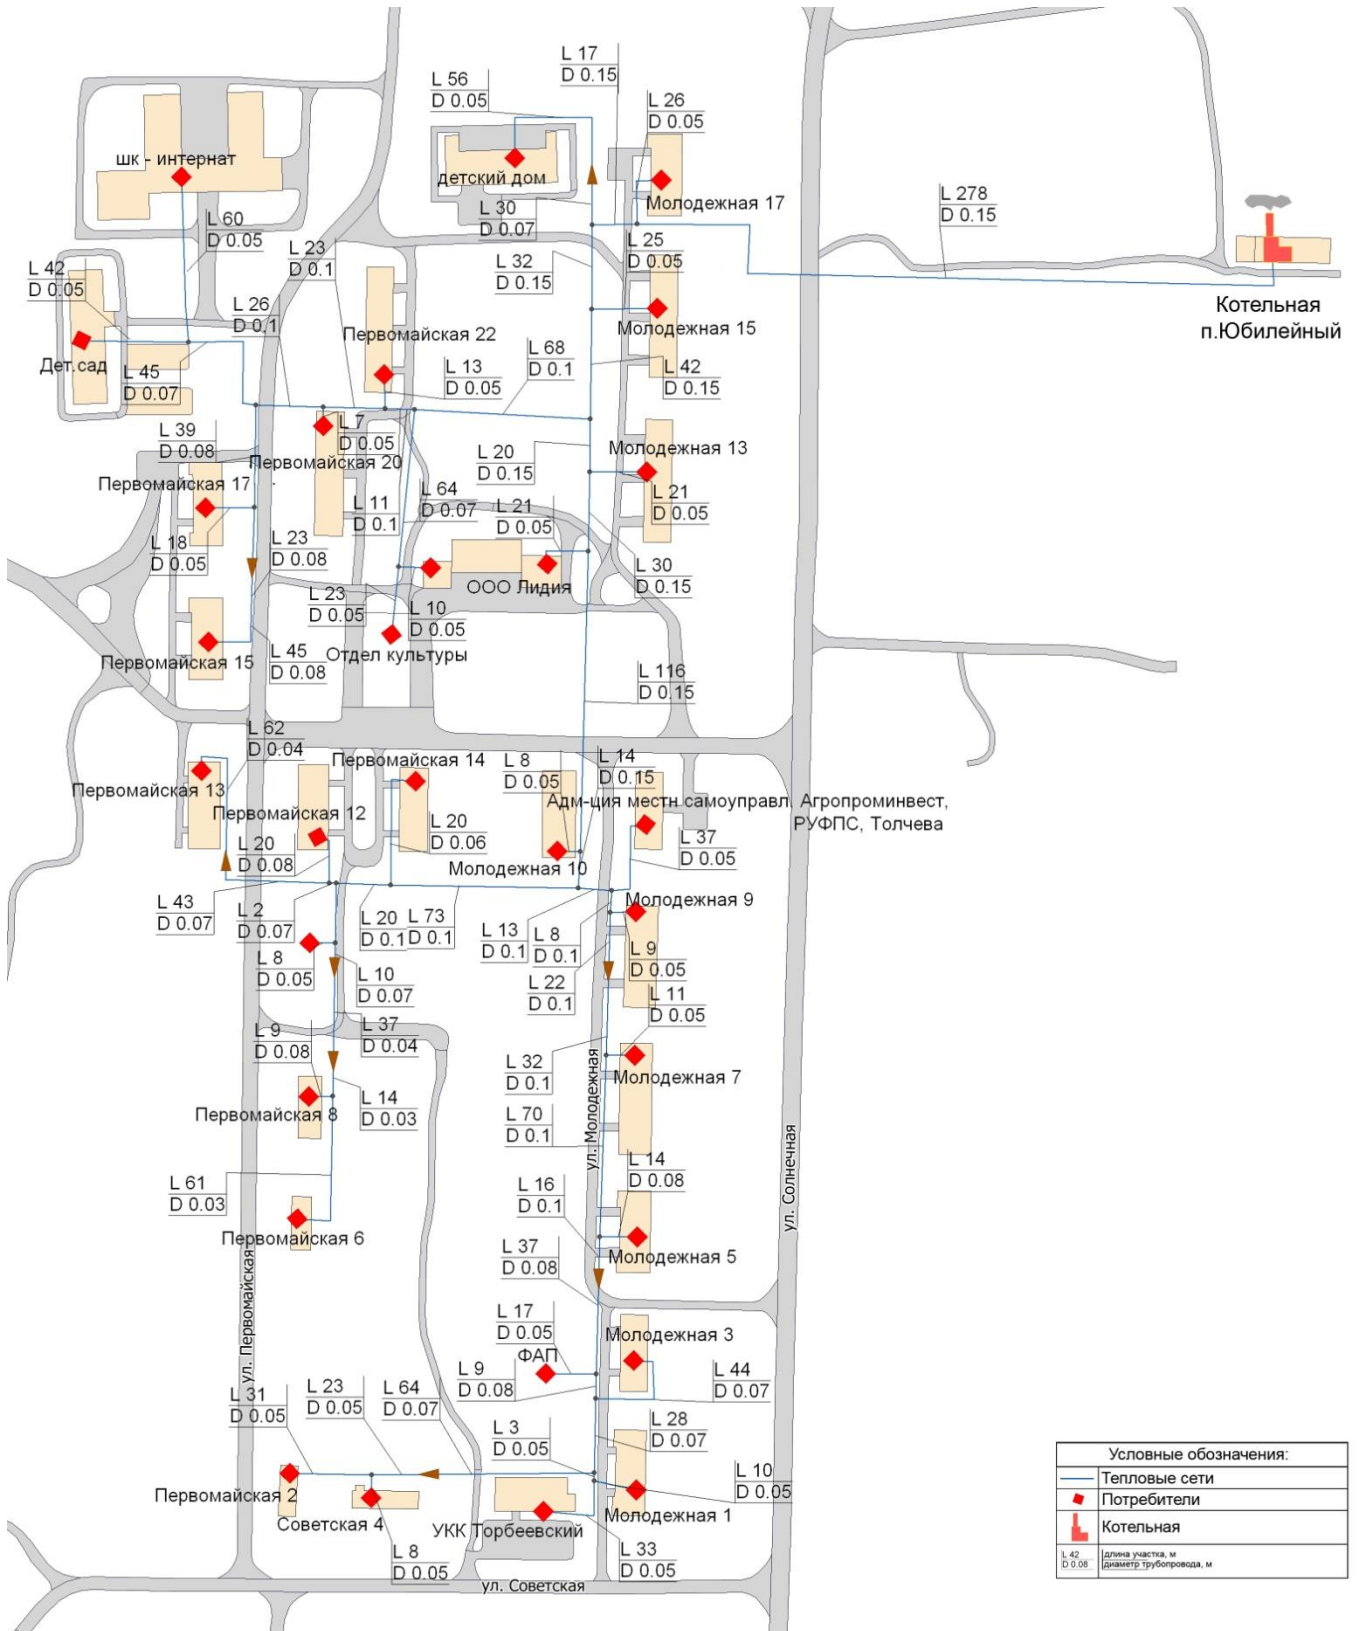 L 17
D 0.15
L 56
D 0.05
L 26
D 0.05
шк - интернат
детский дом
Молодежная 17
L 278
D 0.15
L 60
D 0.05
L 30
D 0.07
L 23
D 0.1
L 25
D 0.05
L 42
D 0.05
L 32
D 0.15
L 26
D 0.1
Котельная
п.Юбилейный
Первомайская 22
Молодежная 15
Дет.сад
L 45
D 0.07
L 13
D 0.05
L 68
D 0.1
L 42
D 0.15
L 39
D 0.08
L 7
D 0.05
Первомайская 20
L 20
D 0.15
Молодежная 13
Первомайская 17
L 11
D 0.1
L 64
D 0.07
L 21
D 0.05
L 21
D 0.05
L 18
D 0.05
L 23
D 0.08
L 30
D 0.15
ООО Лидия
L 23
D 0.05
L 10
D 0.05
Первомайская 15
L 45
D 0.08
Отдел культуры
L 116
D 0.15
L 62
D 0.04
Первомайская 14
L 8
D 0.05
L 14
D 0.15
Первомайская 13
Первомайская 12
Адм-ция местн.самоуправл. Агропроминвест,
РУФПС, Толчева
L 20
D 0.08
L 20
D 0.06
Молодежная 10
L 37
D 0.05
L 43
D 0.07
L 2
D 0.07
L 20
D 0.1
L 73
D 0.1
L 13
D 0.1
L 8
D 0.1
Молодежная 9
L 9
D 0.05
L 8
D 0.05
L 10
D 0.07
L 22
D 0.1
L 11
D 0.05
L 9
D 0.08
L 37
D 0.04
L 32
D 0.1
Молодежная 7
Первомайская 8
L 14
D 0.03
L 70
D 0.1
ул. Молодежная
ул. Солнечная
L 14
D 0.08
L 61
D 0.03
L 16
D 0.1
Первомайская 6
L 37
D 0.08
Молодежная 5
ул. Первомайская
L 17
D 0.05
ФАП
Молодежная 3
L 9
D 0.08
L 44
D 0.07
L 31
D 0.05
L 23
D 0.05
L 64
D 0.07
L 3
D 0.05
L 28
D 0.07
L 10
D 0.05
Первомайская 2
Советская 4
УКК Торбеевский
Молодежная 1
L 8
D 0.05
L 33
D 0.05
ул. Советская
Условные обозначения:
Тепловые сети
Потребители
Котельная
L 42
D 0.08
длина участка, м
диаметр трубопровода, м